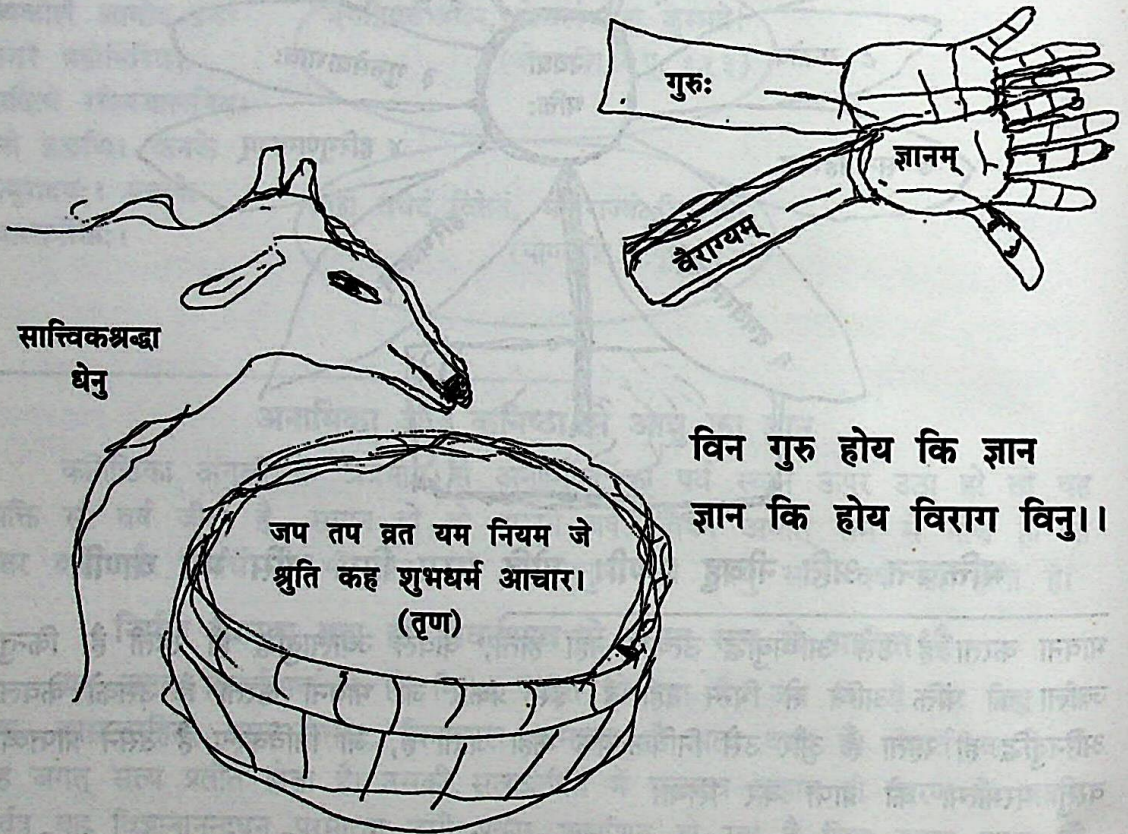 गुरुः
ज्ञानम्
वैराग्यम्
सात्त्विकश्रद्धा
धेनु
विन गुरु होय कि ज्ञान
ज्ञान कि होय विराग विनु।।
जप तप व्रत यम नियम जे
श्रुति कह शुभधर्म आचार।
(तृण)